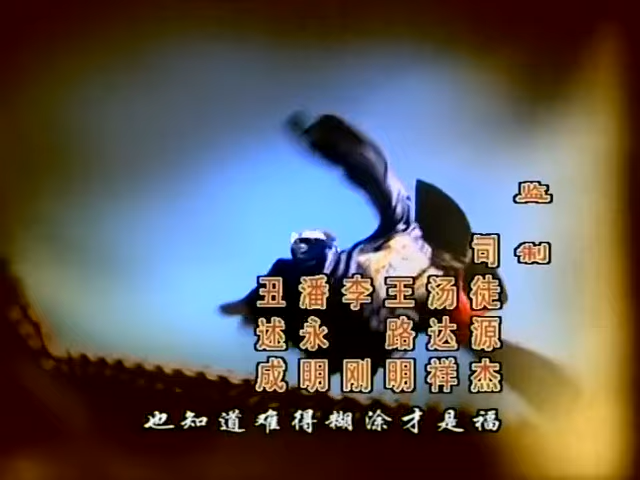 监制
司徒源杰
汤达祥
王路明
李刚
潘永明
丑述成
也知道难得糊涂才是福